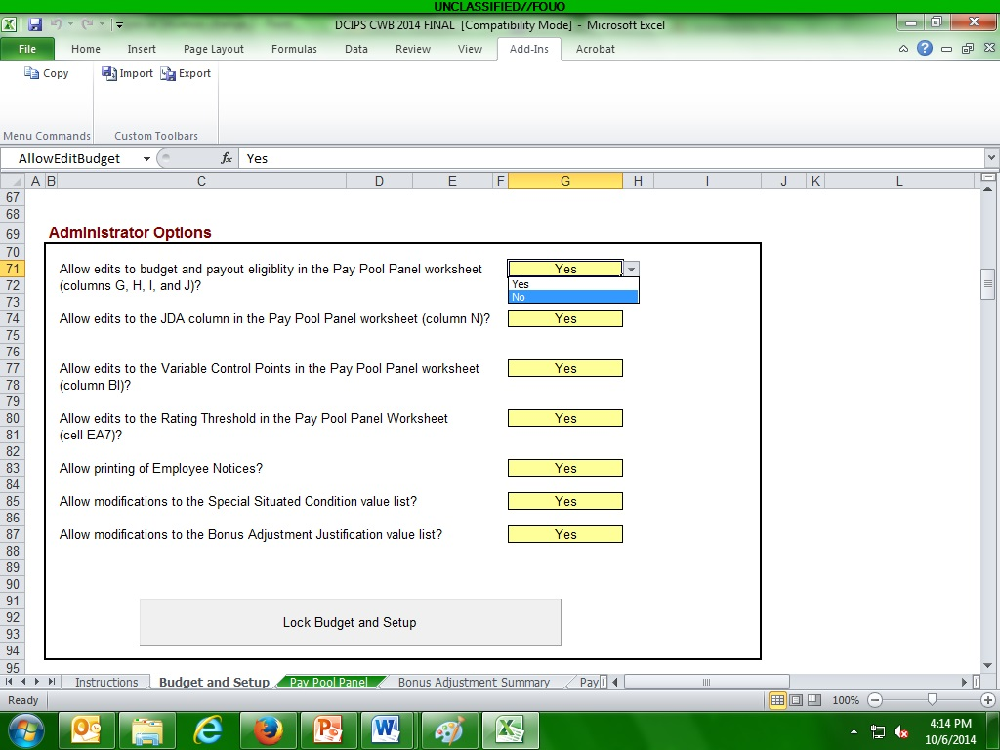 UNCLASSIFIED//FOUO
DCIPS CWB 2014 FINAL [Compatibility Mode] - Microsoft Excel
File Home Insert Page Layout Formulas Data Review View Add-Ins Acrobat
Copy Import Export
Menu Commands Custom Toolbars
AllowEditBudget fx Yes
A B C D E F G H I J K L
67
68
69 Administrator Options
70
71 Allow edits to budget and payout eligiblity in the Pay Pool Panel worksheet Yes
72 (columns G, H, I, and J)? Yes
73 No
74 Allow edits to the JDA column in the Pay Pool Panel worksheet (column N)? Yes
75
76
77 Allow edits to the Variable Control Points in the Pay Pool Panel worksheet Yes
78 (column BI)?
79
80 Allow edits to the Rating Threshold in the Pay Pool Panel Worksheet Yes
81 (cell EA7)?
82
83 Allow printing of Employee Notices? Yes
84
85 Allow modifications to the Special Situated Condition value list? Yes
86
87 Allow modifications to the Bonus Adjustment Justification value list? Yes
88
89
90
91
92 Lock Budget and Setup
93
94
95
Instructions Budget and Setup Pay Pool Panel Bonus Adjustment Summary Pay
Ready 100%
4:14 PM
10/6/2014